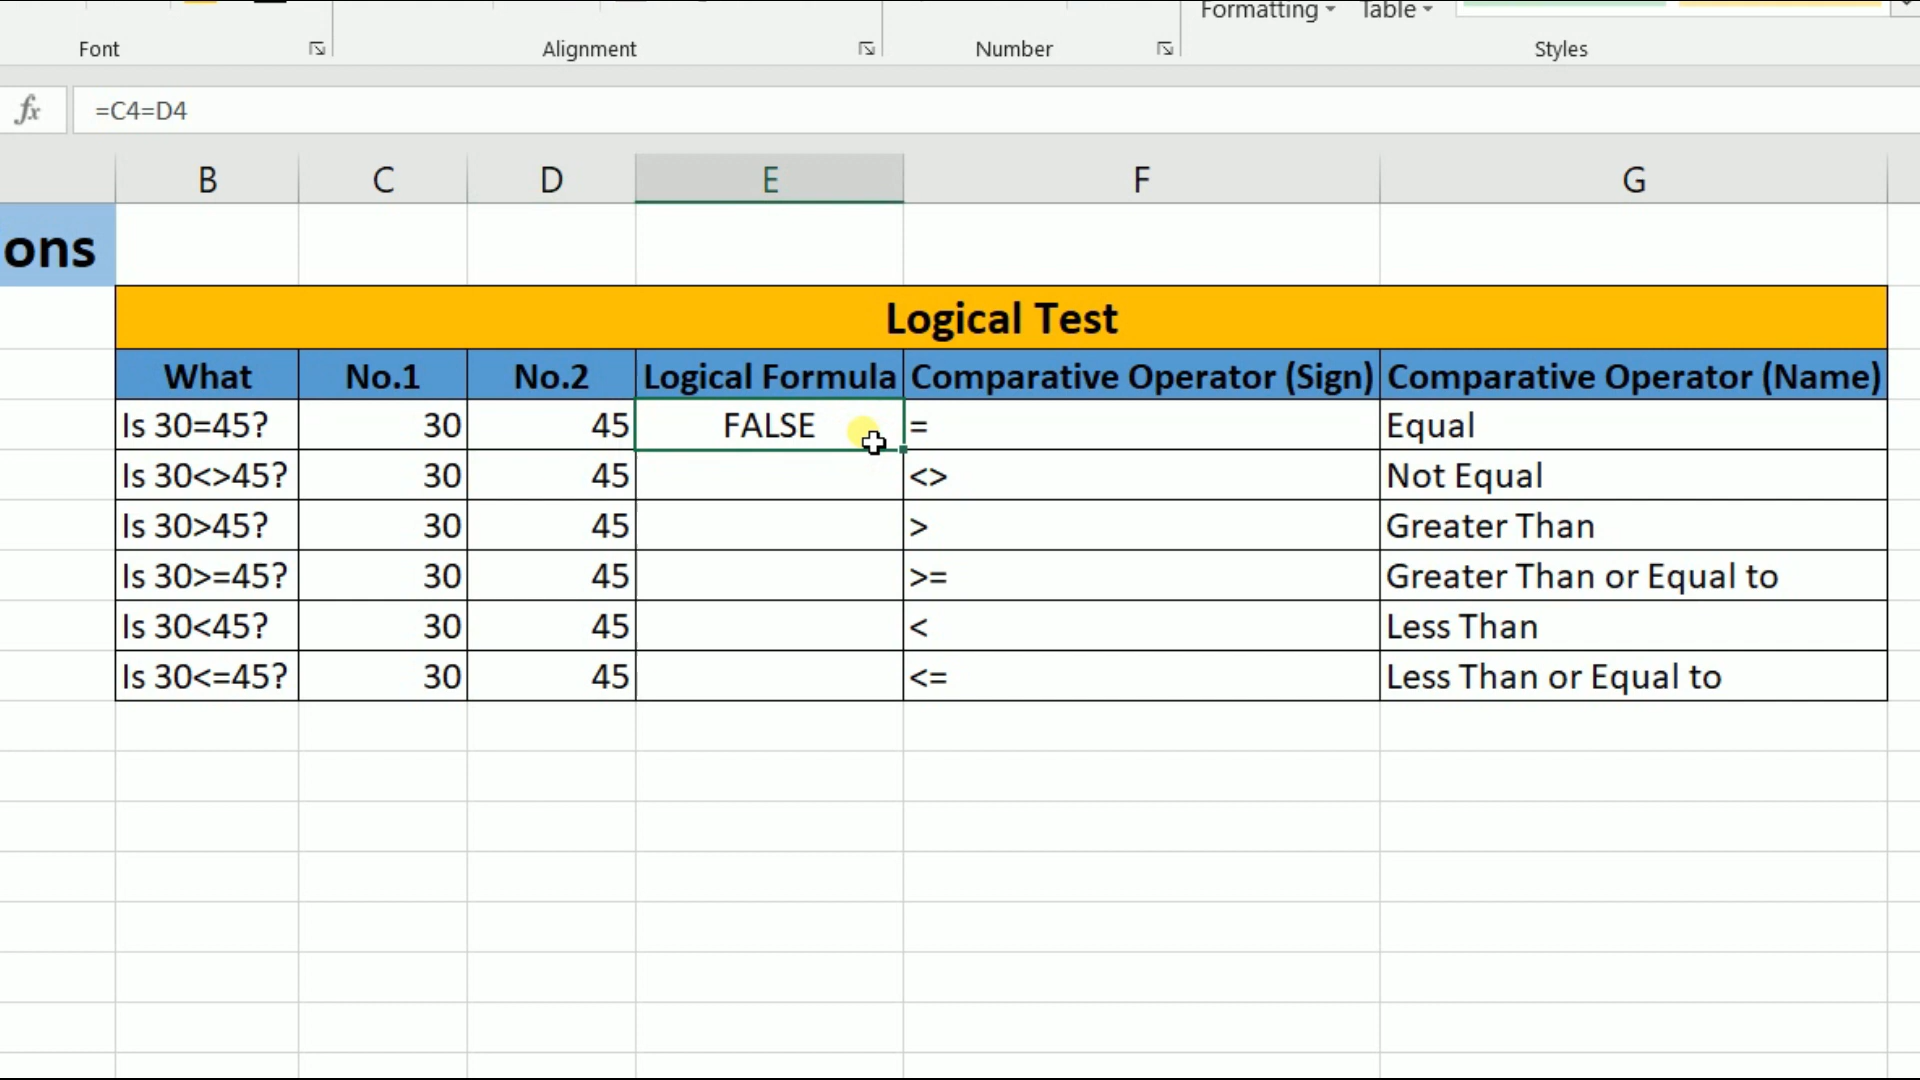 Formatting Table
Font Alignment Number Styles
fx =C4=D4
B C D E F G
ons
Logical Test
What No.1 No.2 Logical Formula Comparative Operator (Sign) Comparative Operator (Name)
Is 30=45? 30 45 FALSE = Equal
Is 30<>45? 30 45 <> Not Equal
Is 30>45? 30 45 > Greater Than
Is 30>=45? 30 45 >= Greater Than or Equal to
Is 30<45? 30 45 < Less Than
Is 30<=45? 30 45 <= Less Than or Equal to